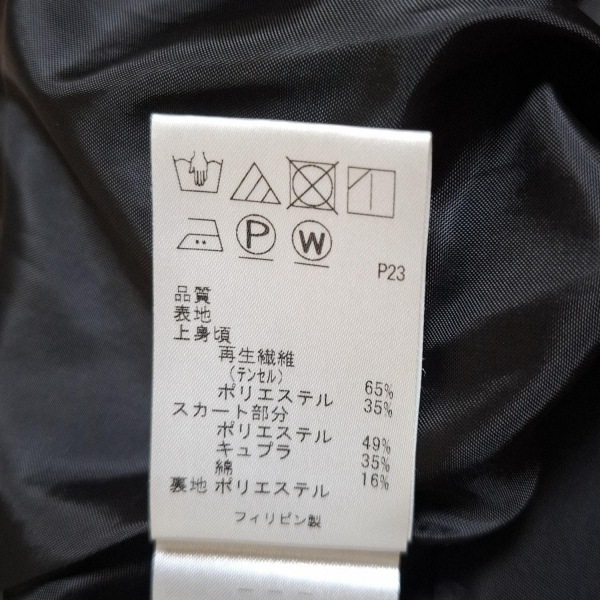 P W
P23
品質
表地
上身頃
再生繊維
(テンセル) 65%
ポリエステル 35%
スカート部分
ポリエステル 49%
キュプラ 35%
綿 16%
裏地 ポリエステル
フィリピン製